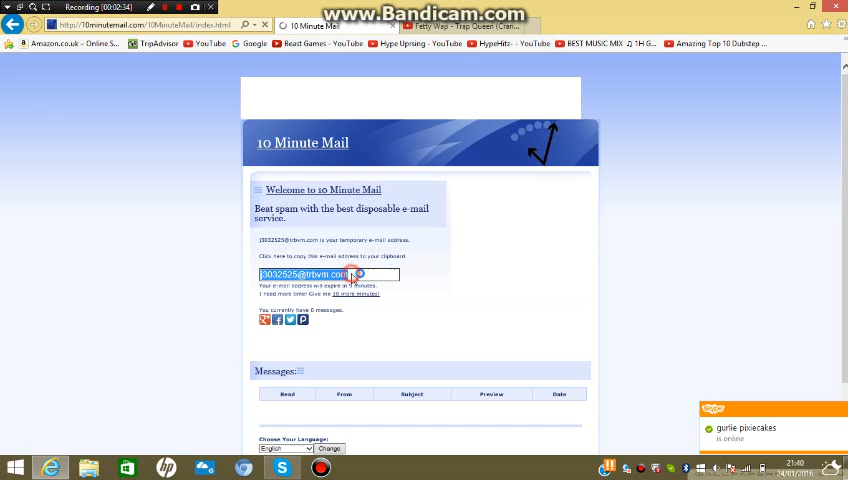 www.Bandicam.com
Recording [00:02:34]
http://10minutemail.com/10MinuteMail/index.html
10 Minute Mail
Fetty Wap - Trap Queen (Cran...
Amazon.co.uk – Online S...
TripAdvisor
YouTube
Google
Beast Games - YouTube
Hype Uprsing - YouTube
HypeHitz- - YouTube
BEST MUSIC MIX ♫ 1H G...
Amazing Top 10 Dubstep ...
10 Minute Mail
Welcome to 10 Minute Mail
Beat spam with the best disposable e-mail
service.
J3032525@trbvm.com is your temporary e-mail address.
Click here to copy this e-mail address to your clipboard
j3032525@trbvm.com
Your e-mail address will expire in 9 minutes.
I need more time! Give me 10 more minutes!
You currently have 0 messages.
Messages:
Read From Subject Preview Date
Choose Your Language:
English Change
Skype
gurlie pixiecakes
is online
21:40
24/01/2016